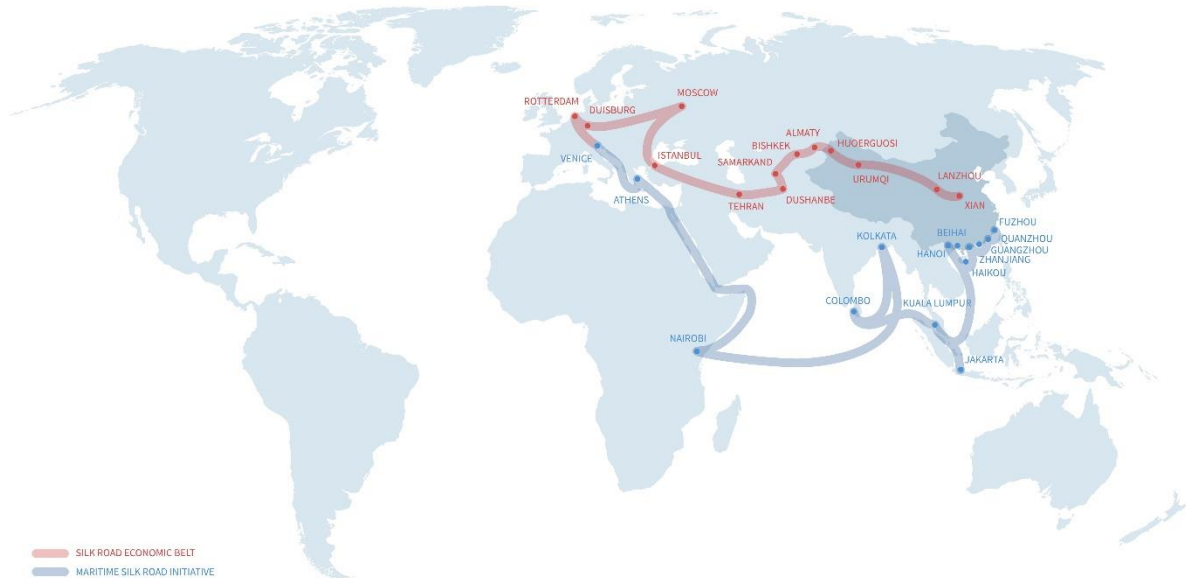 MOSCOW
ROTTERDAM
DUISBURG
ALMATY
HUOERGUOSI
BISHKEK
VENICE
ISTANBUL
SAMARKAND
URUMQI
LANZHOU
ATHENS
TEHRAN
DUSHANBE
XIAN
FUZHOU
KOLKATA
BEIHAI
QUANZHOU
HANOI
GUANGZHOU
ZHANJIANG
HAIKOU
COLOMBO
KUALA LUMPUR
NAIROBI
JAKARTA
SILK ROAD ECONOMIC BELT
MARITIME SILK ROAD INITIATIVE